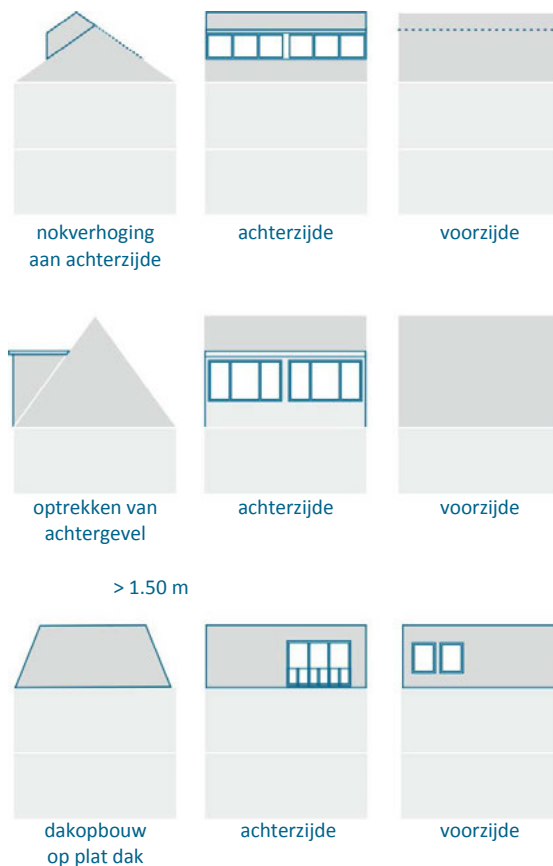 nokverhoging
aan achterzijde
achterzijde
voorzijde
optrekken van
achtergevel
achterzijde
voorzijde
> 1.50 m
dakopbouw
op plat dak
achterzijde
voorzijde